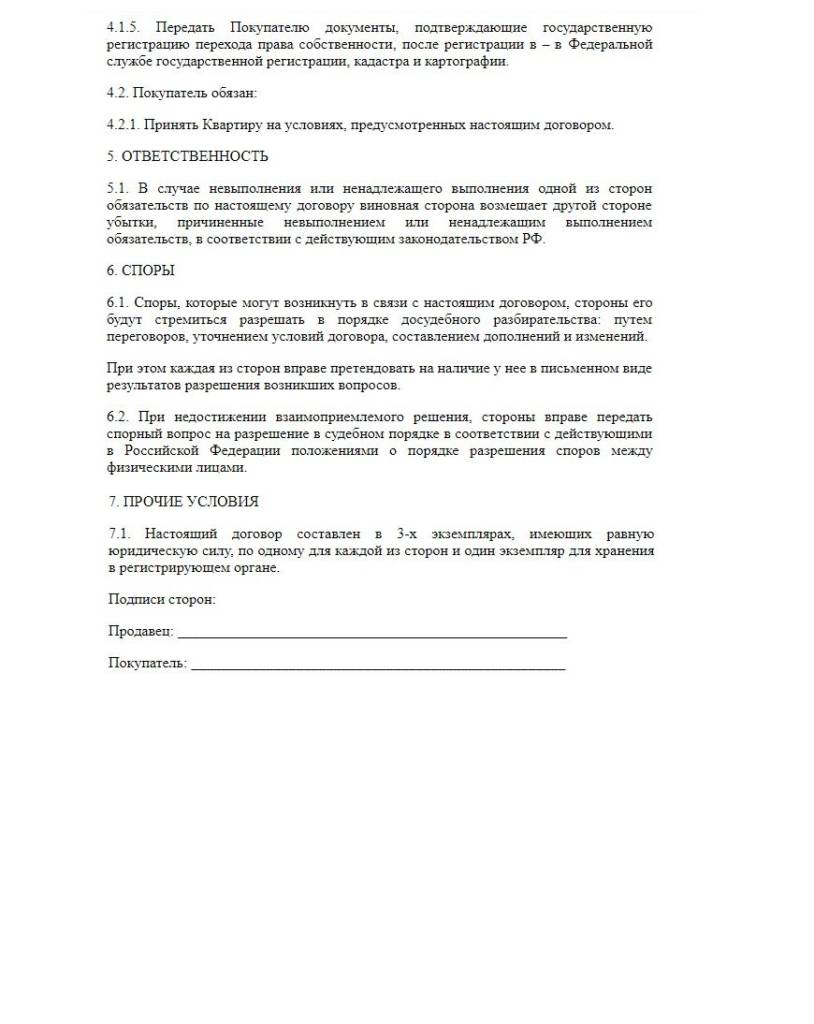 4.1.5. Передать Покупателю документы, подтверждающие государственную
регистрацию перехода права собственности, после регистрации в – в Федеральной
службе государственной регистрации, кадастра и картографии.
4.2. Покупатель обязан:
4.2.1. Принять Квартиру на условиях, предусмотренных настоящим договором.
5. ОТВЕТСТВЕННОСТЬ
5.1. В случае невыполнения или ненадлежащего выполнения одной из сторон
обязательств по настоящему договору виновная сторона возмещает другой стороне
убытки, причиненные невыполнением или ненадлежащим выполнением
обязательств, в соответствии с действующим законодательством РФ.
6. СПОРЫ
6.1. Споры, которые могут возникнуть в связи с настоящим договором, стороны его
будут стремиться разрешать в порядке досудебного разбирательства: путем
переговоров, уточнением условий договора, составлением дополнений и изменений.
При этом каждая из сторон вправе претендовать на наличие у нее в письменном виде
результатов разрешения возникших вопросов.
6.2. При недостижении взаимоприемлемого решения, стороны вправе передать
спорный вопрос на разрешение в судебном порядке в соответствии с действующими
в Российской Федерации положениями о порядке разрешения споров между
физическими лицами.
7. ПРОЧИЕ УСЛОВИЯ
7.1. Настоящий договор составлен в 3-х экземплярах, имеющих равную
юридическую силу, по одному для каждой из сторон и один экземпляр для хранения
в регистрирующем органе.
Подписи сторон:
Продавец: ____________________
Покупатель: ____________________